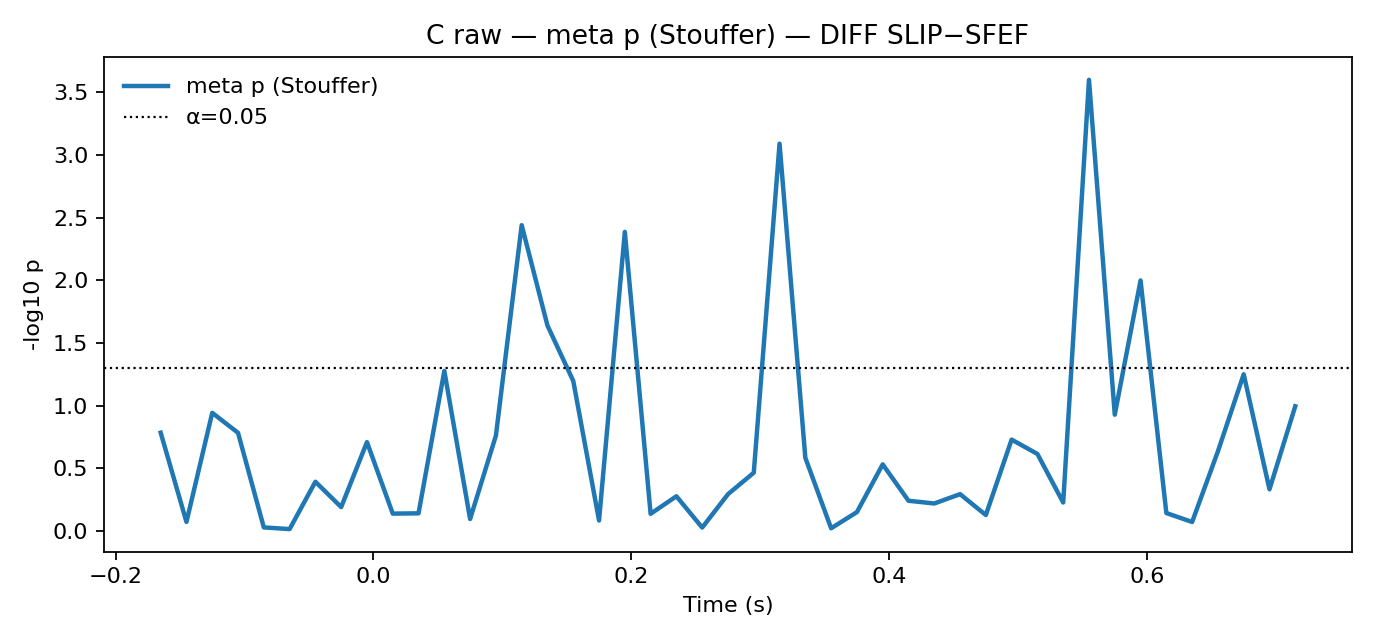 C raw — meta p (Stouffer) — DIFF SLIP−SFEF
meta p (Stouffer)
α=0.05
3.5
3.0
2.5
2.0
1.5
1.0
0.5
0.0
-log10 p
−0.2
0.0
0.2
0.4
0.6
Time (s)